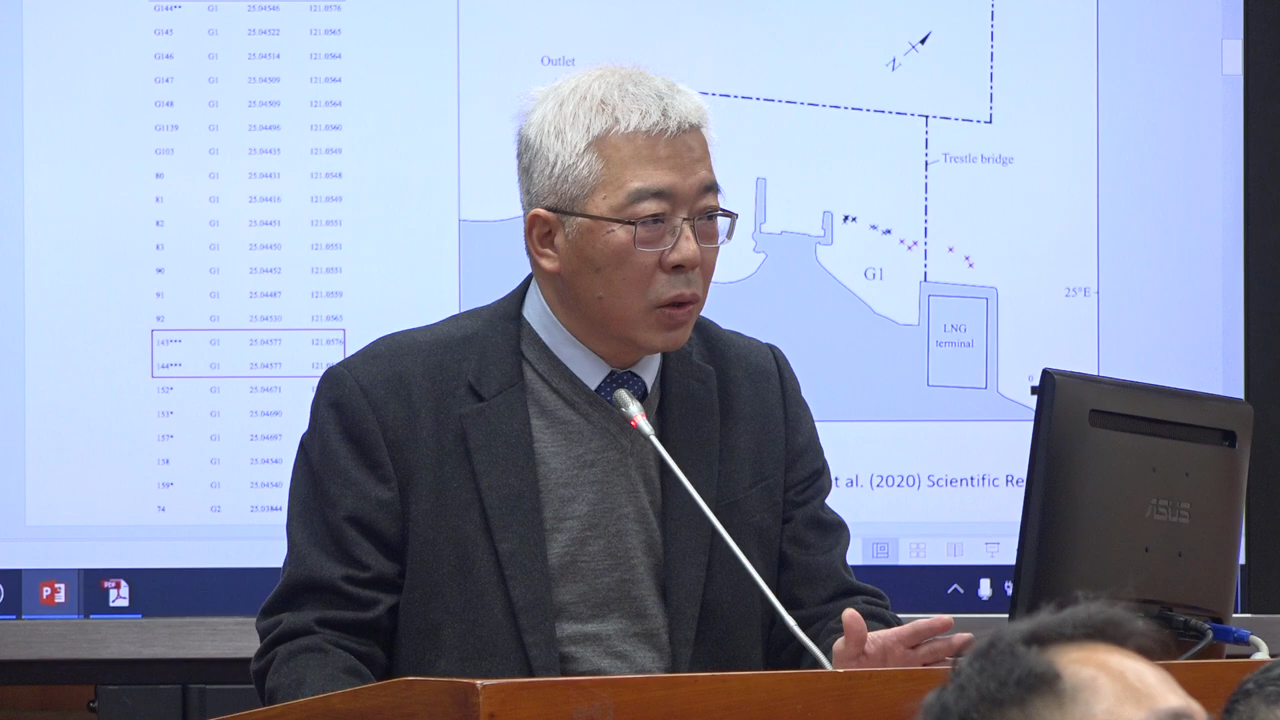 G144** G1 25.04546 121.0576
G145 G1 25.04522 121.0565
G146 G1 25.04514 121.0564
G147 G1 25.04509 121.0564
G148 G1 25.04509 121.0564
G1139 G1 25.04496 121.0560
G103 G1 25.04435 121.0549
80 G1 25.04431 121.0548
81 G1 25.04416 121.0549
82 G1 25.04451 121.0551
83 G1 25.04450 121.0551
90 G1 25.04452 121.0551
91 G1 25.04487 121.0559
92 G1 25.04530 121.0565
143*** G1 25.04577 121.0576
144*** G1 25.04577
152* G1 25.04671
153* G1 25.04690
157* G1 25.04697
158 G1 25.04540
159* G1 25.04540
74 G2 25.03844
Outlet
N
Trestle bridge
G1
25°E
LNG
terminal
0
t al. (2020) Scientific Re
ASUS